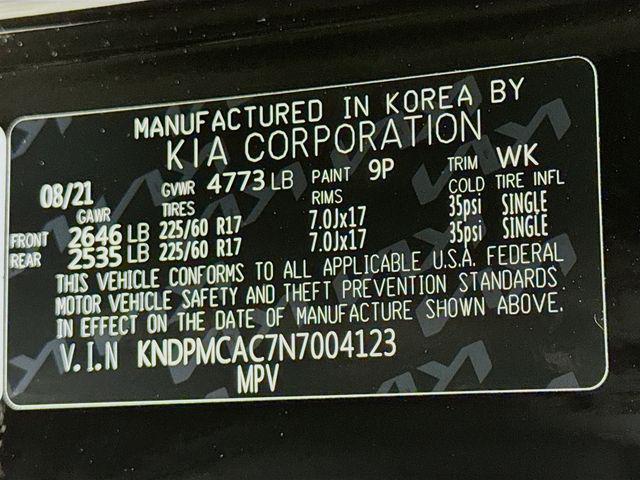 MANUFACTURED IN KOREA BY
KIA CORPORATION
08/21 GVWR 4773 LB PAINT 9P TRIM WK
GAWR TIRES RIMS COLD TIRE INFL
FRONT 2646 LB 225/60 R17 7.0Jx17 35psi SINGLE
REAR 2535 LB 225/60 R17 7.0Jx17 35psi SINGLE
THIS VEHICLE CONFORMS TO ALL APPLICABLE U.S.A. FEDERAL
MOTOR VEHICLE SAFETY AND THEFT PREVENTION STANDARDS
IN EFFECT ON THE DATE OF MANUFACTURE SHOWN ABOVE.
V.I.N KNDPMCAC7N7004123
MPV